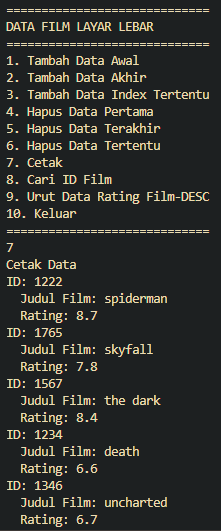 =============================
DATA FILM LAYAR LEBAR
=============================
1. Tambah Data Awal
2. Tambah Data Akhir
3. Tambah Data Index Tertentu
4. Hapus Data Pertama
5. Hapus Data Terakhir
6. Hapus Data Tertentu
7. Cetak
8. Cari ID Film
9. Urut Data Rating Film-DESC
10. Keluar
=============================
7
Cetak Data
ID: 1222
  Judul Film: spiderman
  Rating: 8.7
ID: 1765
  Judul Film: skyfall
  Rating: 7.8
ID: 1567
  Judul Film: the dark
  Rating: 8.4
ID: 1234
  Judul Film: death
  Rating: 6.6
ID: 1346
  Judul Film: uncharted
  Rating: 6.7